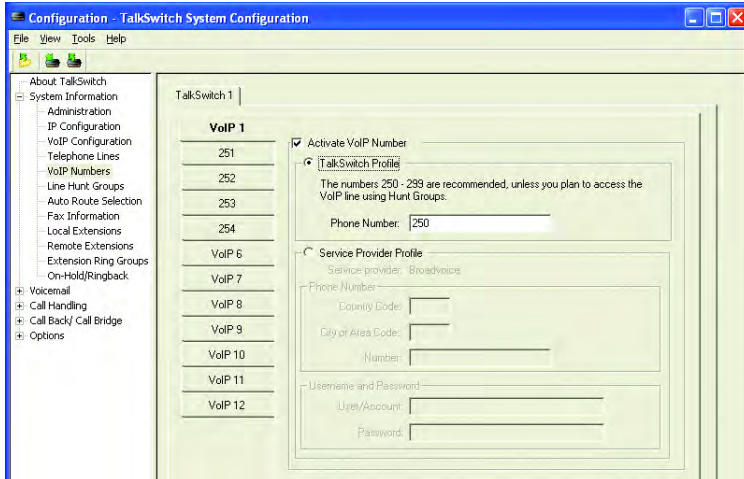 Configuration - TalkSwitch System Configuration
File View Tools Help
About TalkSwitch
System Information
Administration
IP Configuration
VoIP Configuration
Telephone Lines
VoIP Numbers
Line Hunt Groups
Auto Route Selection
Fax Information
Local Extensions
Remote Extensions
Extension Ring Groups
On-Hold/Ringback
Voicemail
Call Handling
Call Back/ Call Bridge
Options
TalkSwitch 1
VoIP 1
251
252
253
254
VoIP 6
VoIP 7
VoIP 8
VoIP 9
VoIP 10
VoIP 11
VoIP 12
Activate VoIP Number
TalkSwitch Profile
The numbers 250 - 299 are recommended, unless you plan to access the
VoIP line using Hunt Groups.
Phone Number: 250
Service Provider Profile
Service provider: Broadvoice
Phone Number
Country Code:
City or Area Code:
Number:
Username and Password
User/Account:
Password: